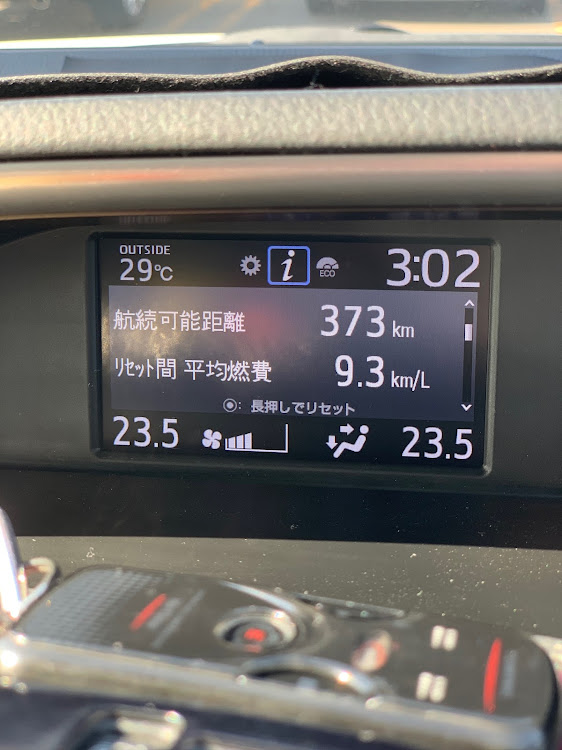 OUTSIDE
29℃
ECO
3:02
航続可能距離 373 km
ﾘｾｯﾄ間 平均燃費 9.3 km/L
◉: 長押しでリセット
23.5
23.5